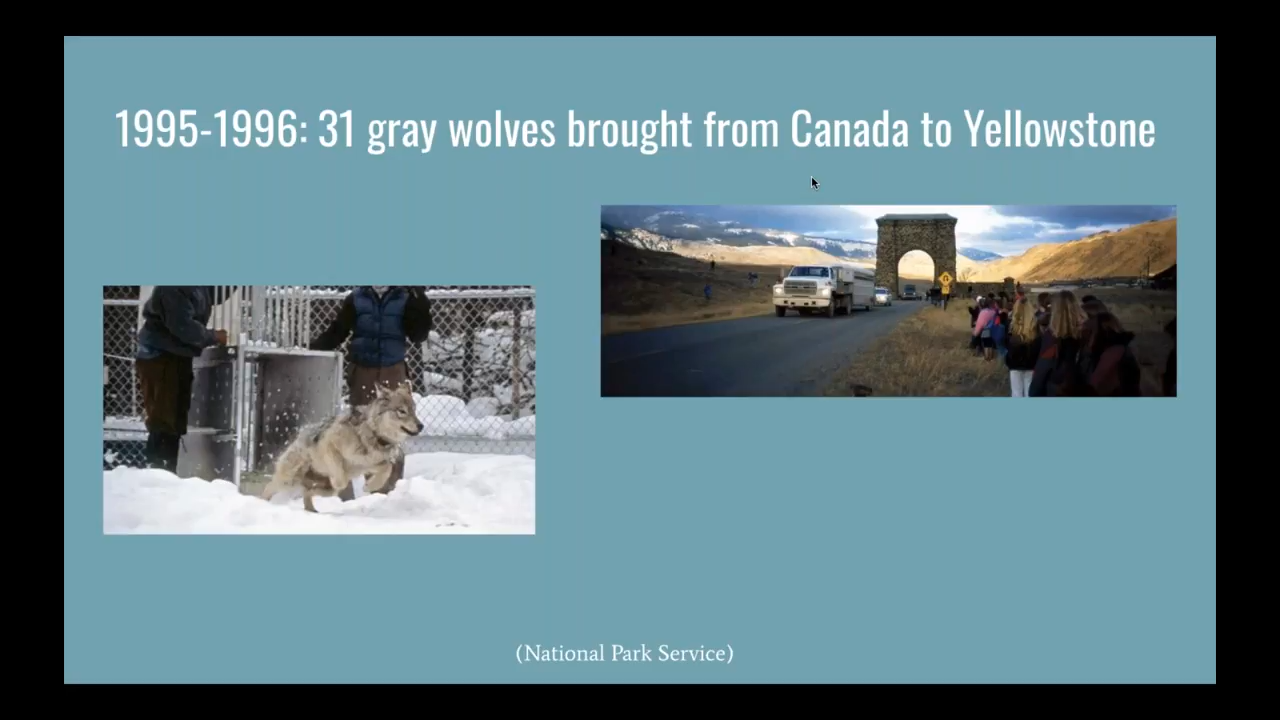 1995-1996: 31 gray wolves brought from Canada to Yellowstone
(National Park Service)